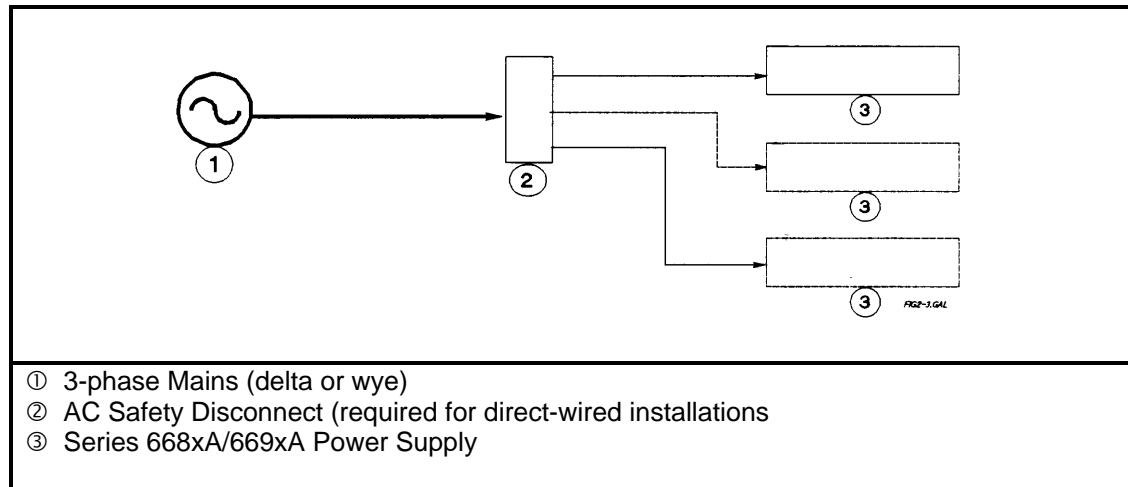 1
2
3
3
3
FIG2-3.GAL
① 3-phase Mains (delta or wye)
② AC Safety Disconnect (required for direct-wired installations
③ Series 668xA/669xA Power Supply